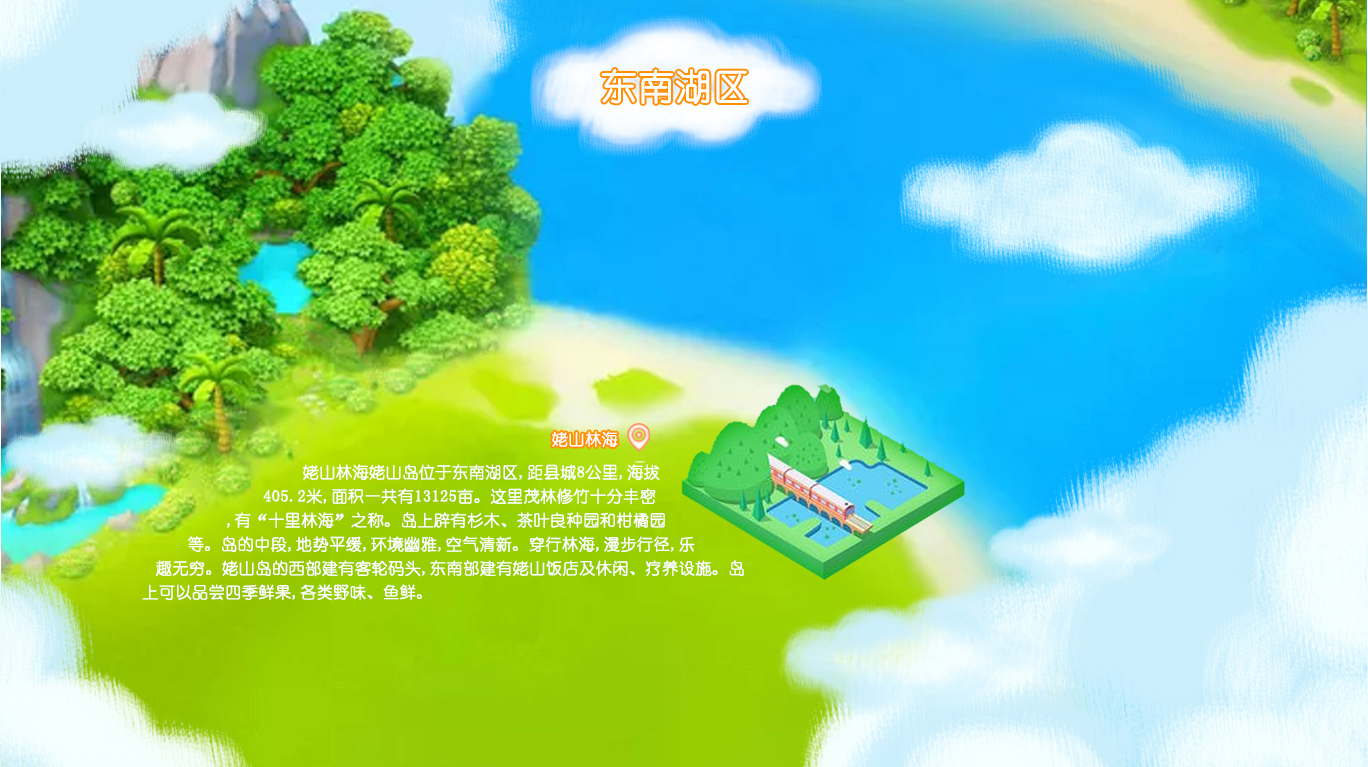 东南湖区
姥山林海
姥山林海姥山岛位于东南湖区,距县城8公里,海拔
405.2米,面积一共有13125亩。这里茂林修竹十分丰密
,有“十里林海”之称。岛上辟有杉木、茶叶良种园和柑橘园
等。岛的中段,地势平缓,环境幽雅,空气清新。穿行林海,漫步行径,乐
趣无穷。姥山岛的西部建有客轮码头,东南部建有姥山饭店及休闲、疗养设施。岛
上可以品尝四季鲜果,各类野味、鱼鲜。